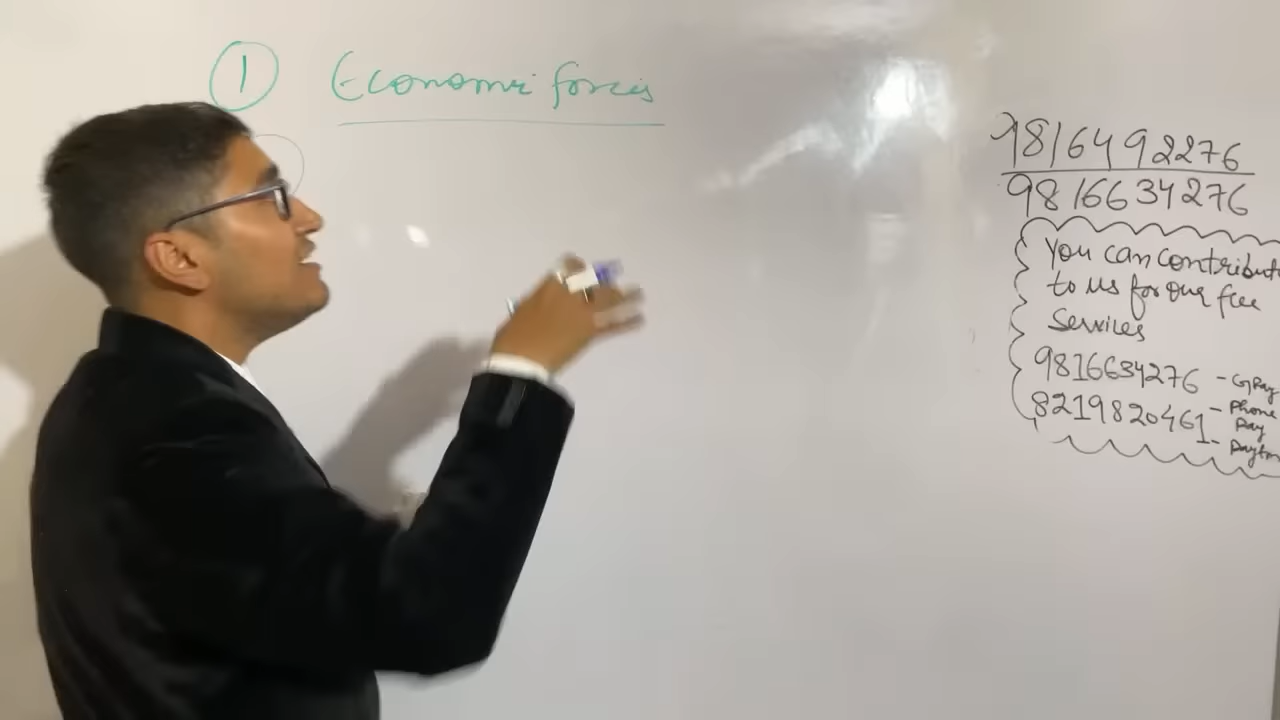 1 Economic forces
9816492276
9816634276
You can contribut
to us for our free
Services
9816634276 - GPay
8219820461 - Phone
Pay
- Paytm